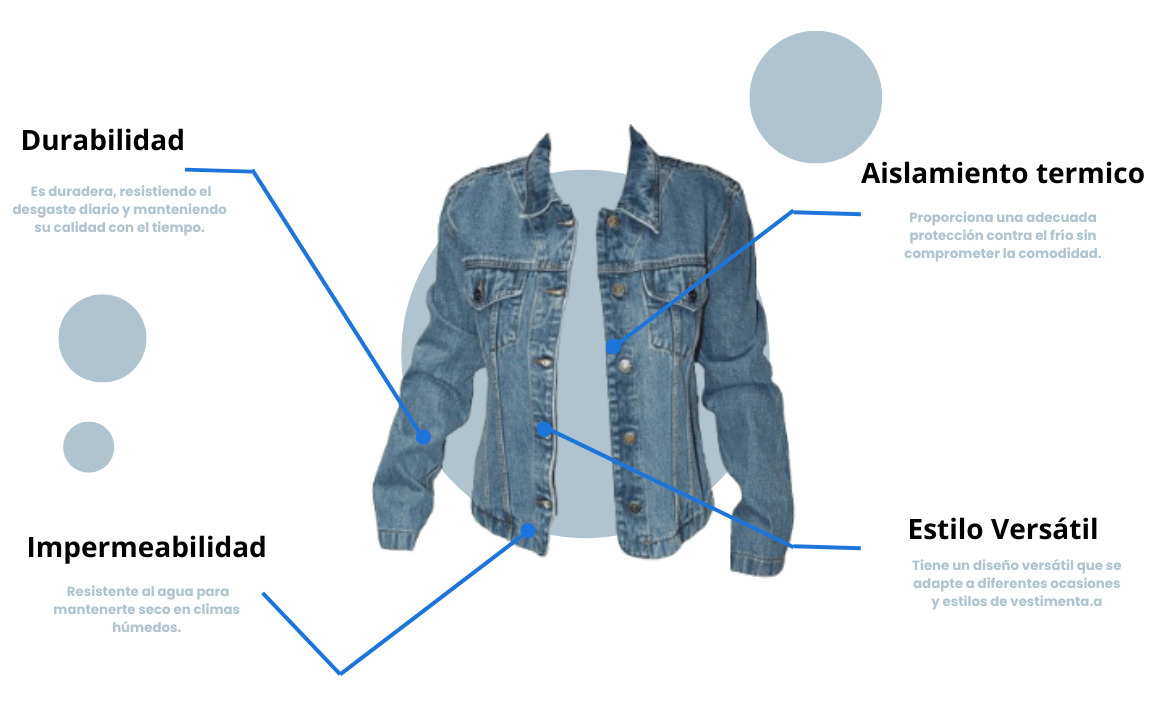 Durabilidad
Es duradera, resistiendo el
desgaste diario y manteniendo
su calidad con el tiempo.
Aislamiento termico
Proporciona una adecuada
protección contra el frío sin
comprometer la comodidad.
Impermeabilidad
Resistente al agua para
mantenerte seco en climas
húmedos.
Estilo Versátil
Tiene un diseño versátil que se
adapte a diferentes ocasiones
y estilos de vestimenta.a